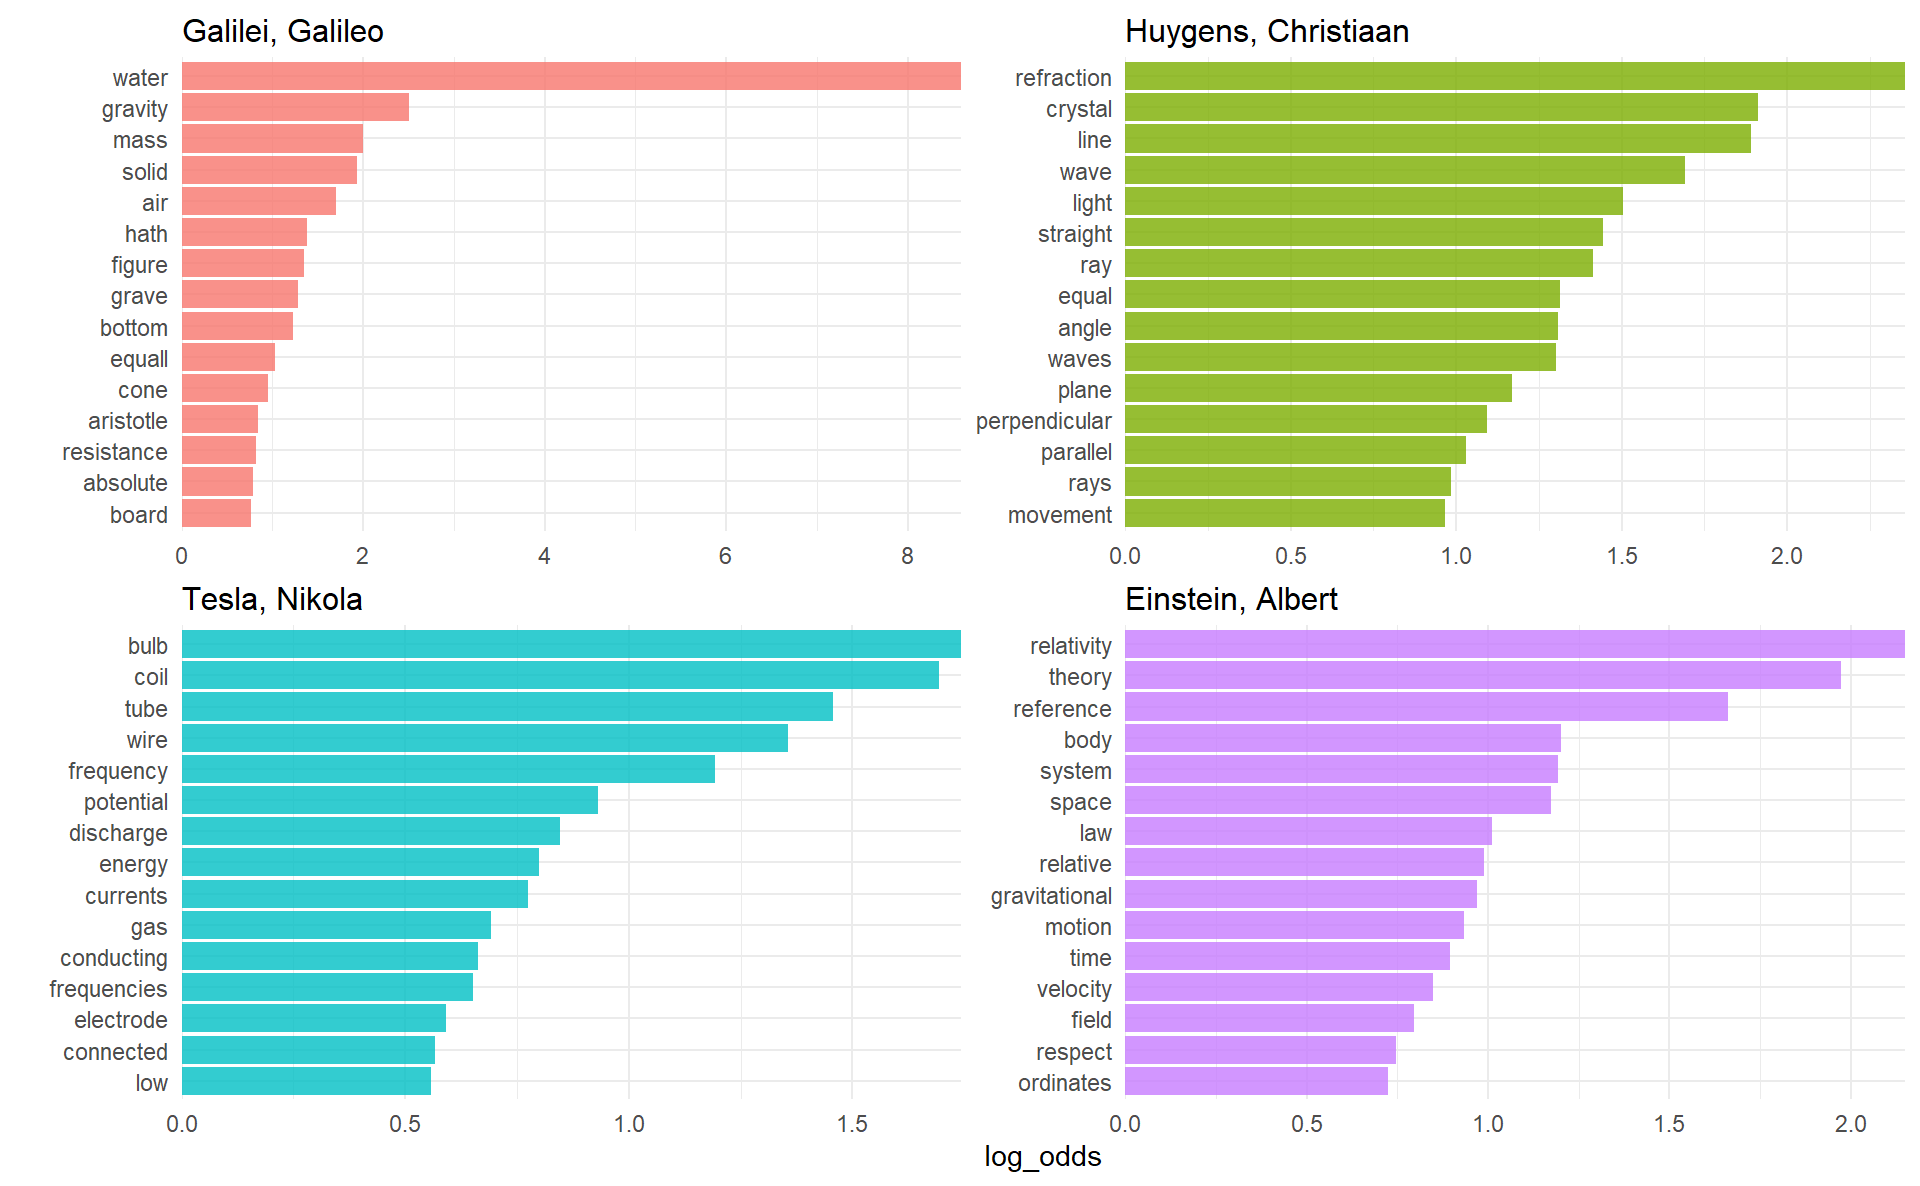 Galilei, Galileo
water
gravity
mass
solid
air
hath
figure
grave
bottom
equall
cone
aristotle
resistance
absolute
board
0 2 4 6 8
Huygens, Christiaan
refraction
crystal
line
wave
light
straight
ray
equal
angle
waves
plane
perpendicular
parallel
rays
movement
0.0 0.5 1.0 1.5 2.0
Tesla, Nikola
bulb
coil
tube
wire
frequency
potential
discharge
energy
currents
gas
conducting
frequencies
electrode
connected
low
0.0 0.5 1.0 1.5
Einstein, Albert
relativity
theory
reference
body
system
space
law
relative
gravitational
motion
time
velocity
field
respect
ordinates
0.0 0.5 1.0 1.5 2.0
log_odds